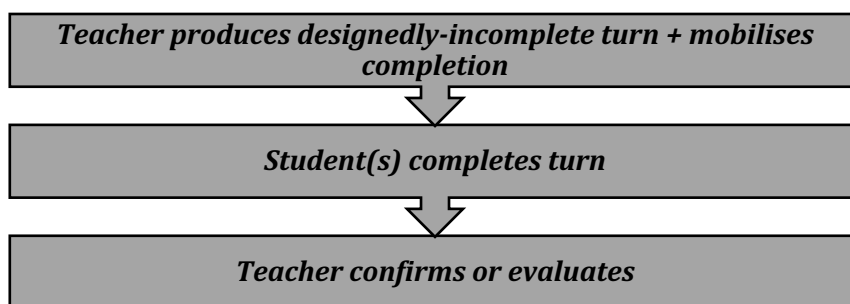 Teacher produces designedly-incomplete turn + mobilises
completion
Student(s) completes turn
Teacher confirms or evaluates